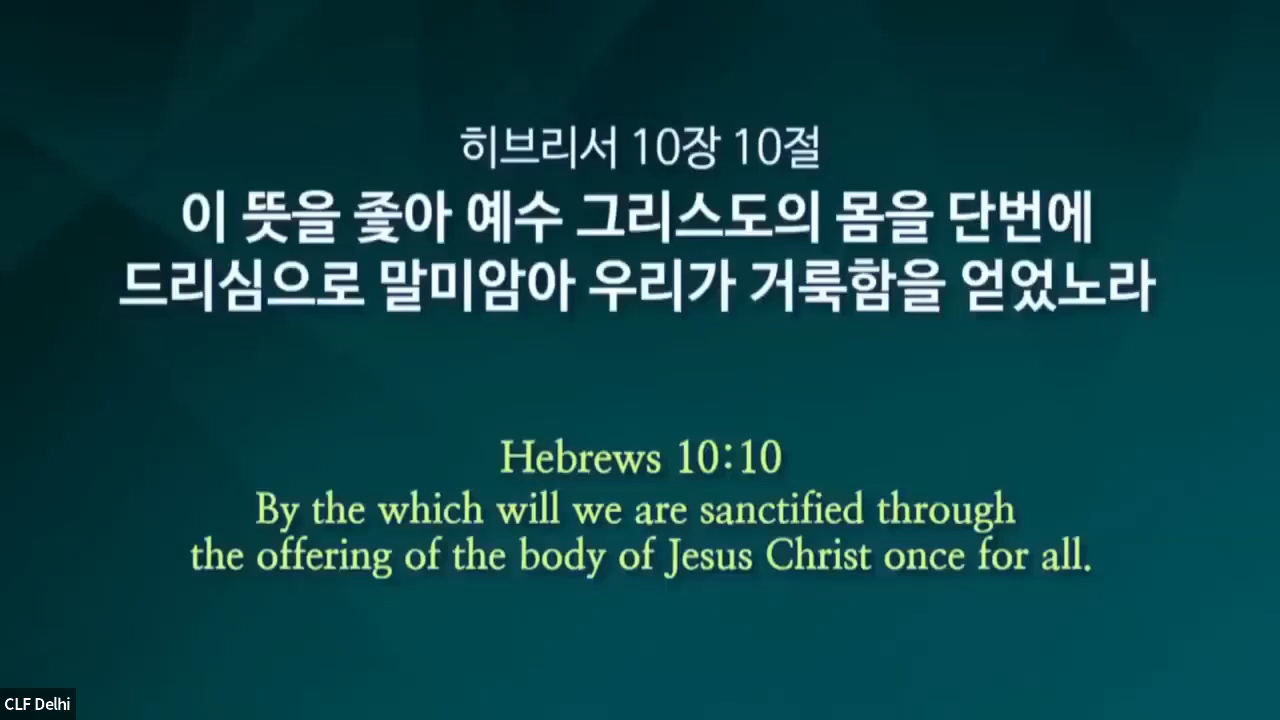 히브리서 10장 10절
이 뜻을 좇아 예수 그리스도의 몸을 단번에
드리심으로 말미암아 우리가 거룩함을 얻었노라
Hebrews 10:10
By the which will we are sanctified through
the offering of the body of Jesus Christ once for all.
CLF Delhi